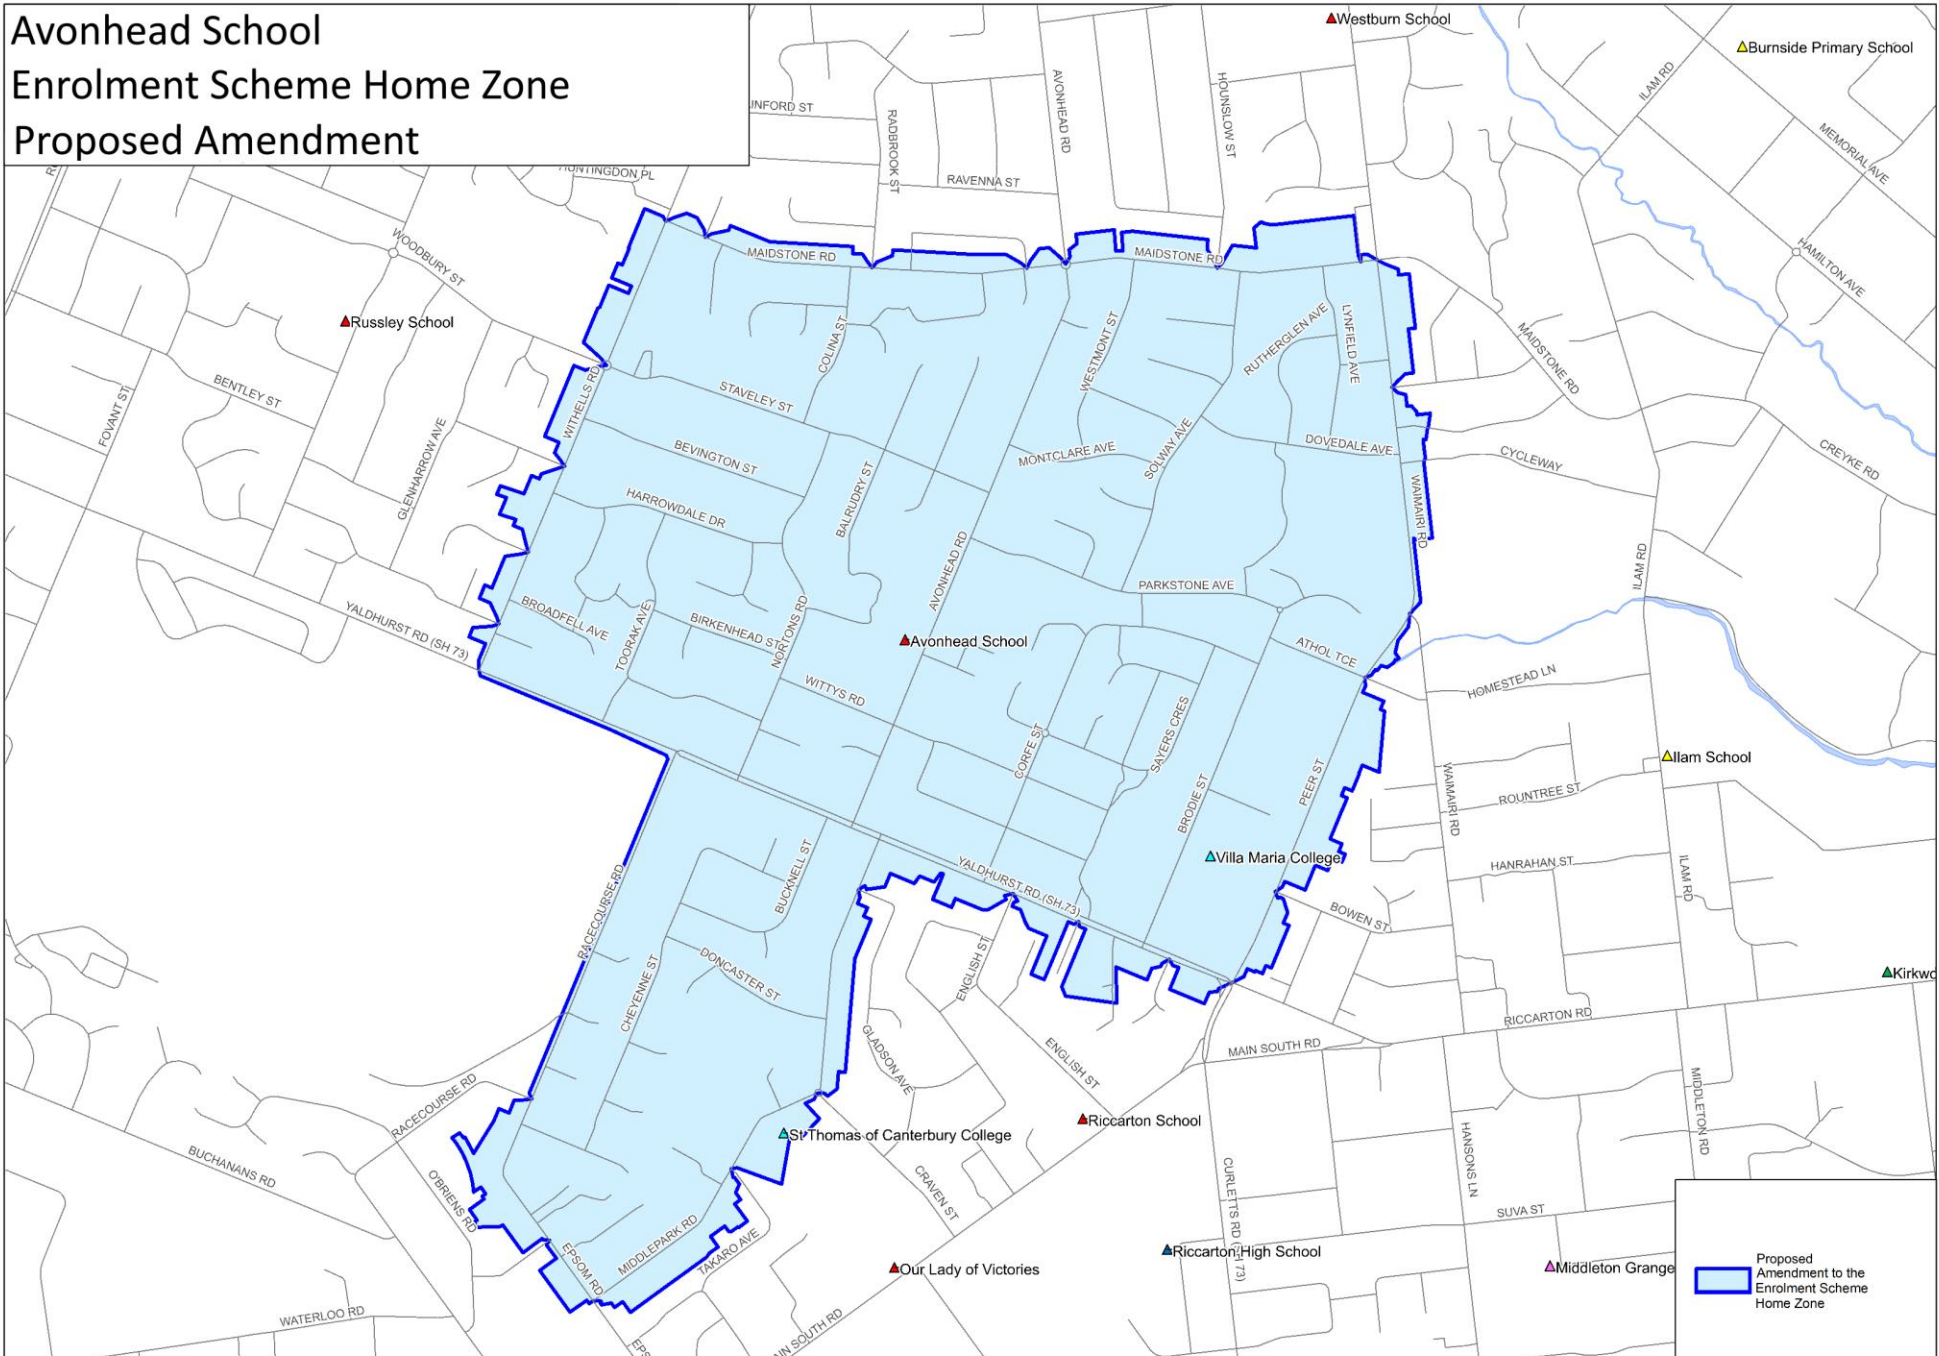 Avonhead School
Enrolment Scheme Home Zone
Proposed Amendment
Westburn School
Burnside Primary School
ILAM RD
MEMORIAL AVE
HAMILTON AVE
AVONHEAD RD
HOUNSLOW ST
RADBROOK ST
RAVENNA ST
HUNTINGDON PL
WOODBURY ST
MAIDSTONE RD
MAIDSTONE RD
MAIDSTONE RD
Russley School
BENTLEY ST
FOVANT ST
GLENHARROW AVE
WITHELLS RD
COLINA ST
STAVELEY ST
WESTMONT ST
RUTHERGLEN AVE
LYNFIELD AVE
BEVINGTON ST
MONTCLARE AVE
SOLWAY AVE
DOVEDALE AVE
CYCLEWAY
CREYKE RD
HARROWDALE DR
BALRUDRY ST
WAIMAIRI RD
AVONHEAD RD
PARKSTONE AVE
ILAM RD
YALDHURST RD (SH 73)
BROADFELL AVE
TOORAK AVE
BIRKENHEAD ST
NORTONS RD
Avonhead School
ATHOL TCE
HOMESTEAD LN
WITTYS RD
CORFE ST
SAYERS CRES
BRODIE ST
PEER ST
Ilam School
ROUNTREE ST
WAIMAIRI RD
Villa Maria College
HANRAHAN ST
ILAM RD
YALDHURST RD (SH 73)
BOWEN ST
BUCKNELL ST
RACECOURSE RD
DONCASTER ST
CHEYENNE ST
ENGLISH ST
Kirkwo
RICCARTON RD
MAIN SOUTH RD
GLADSON AVE
ENGLISH ST
RACECOURSE RD
BUCHANANS RD
O'BRIENS RD
St Thomas of Canterbury College
Riccarton School
MIDDLETON RD
HANSONS LN
CRAVEN ST
CURLETTS RD (SH 73)
SUVA ST
MIDDLEPARK RD
TAKARO AVE
EPSOM RD
Our Lady of Victories
Riccarton High School
Middleton Grange
WATERLOO RD
Proposed
Amendment to the
Enrolment Scheme
Home Zone